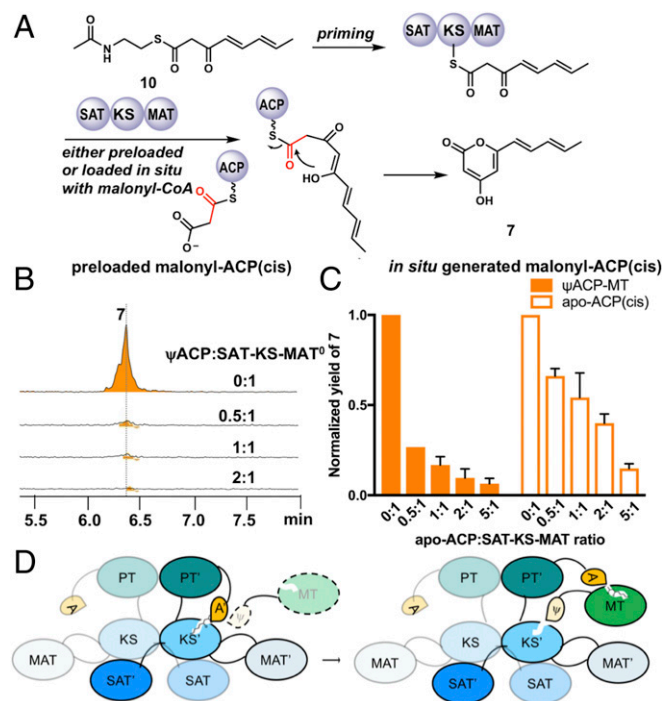 A
N
H
S
O
O
O
10
priming
SAT KS MAT
S
O
O
SAT KS MAT
either preloaded
or loaded in situ
with malonyl-CoA
ACP
S
O
O
O⁻
ACP
S
O
O
OH
O
O
OH
7
preloaded malonyl-ACP(cis)
in situ generated malonyl-ACP(cis)
B
7
ψACP:SAT-KS-MAT⁰
0:1
0.5:1
1:1
2:1
5.5 6.0 6.5 7.0 7.5 min
C
ψACP-MT
apo-ACP(cis)
Normalized yield of 7
1.0
0.5
0.0
0:1 0.5:1 1:1 2:1 5:1 0:1 0.5:1 1:1 2:1 5:1
apo-ACP:SAT-KS-MAT ratio
D
PT PT' MT
A A' ψ
MAT KS KS' MAT'
SAT' SAT
PT PT' A MT
A ψ
MAT KS KS' MAT'
SAT' SAT